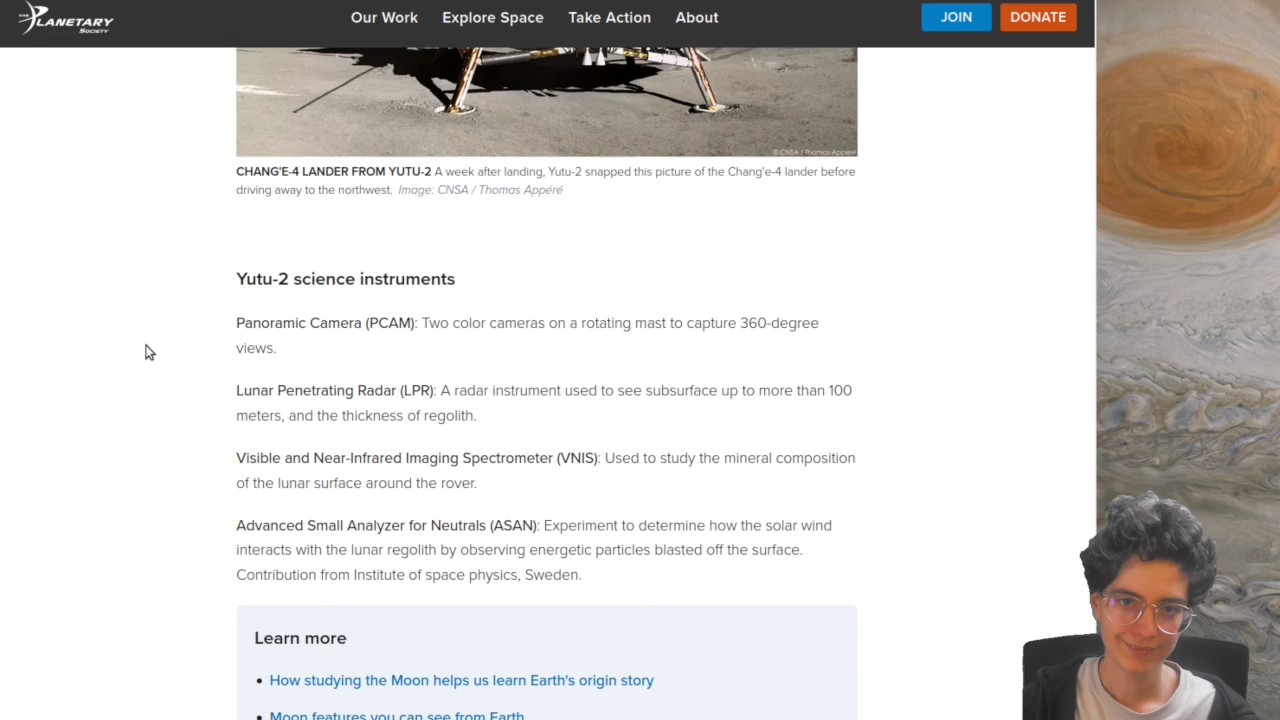 THE PLANETARY SOCIETY
Our Work Explore Space Take Action About JOIN DONATE
© CNSA / Thomas Appéré
CHANG'E-4 LANDER FROM YUTU-2 A week after landing, Yutu-2 snapped this picture of the Chang'e-4 lander before
driving away to the northwest. Image: CNSA / Thomas Appéré
Yutu-2 science instruments
Panoramic Camera (PCAM): Two color cameras on a rotating mast to capture 360-degree
views.
Lunar Penetrating Radar (LPR): A radar instrument used to see subsurface up to more than 100
meters, and the thickness of regolith.
Visible and Near-Infrared Imaging Spectrometer (VNIS): Used to study the mineral composition
of the lunar surface around the rover.
Advanced Small Analyzer for Neutrals (ASAN): Experiment to determine how the solar wind
interacts with the lunar regolith by observing energetic particles blasted off the surface.
Contribution from Institute of space physics, Sweden.
Learn more
• How studying the Moon helps us learn Earth's origin story
• Moon features you can see from Earth